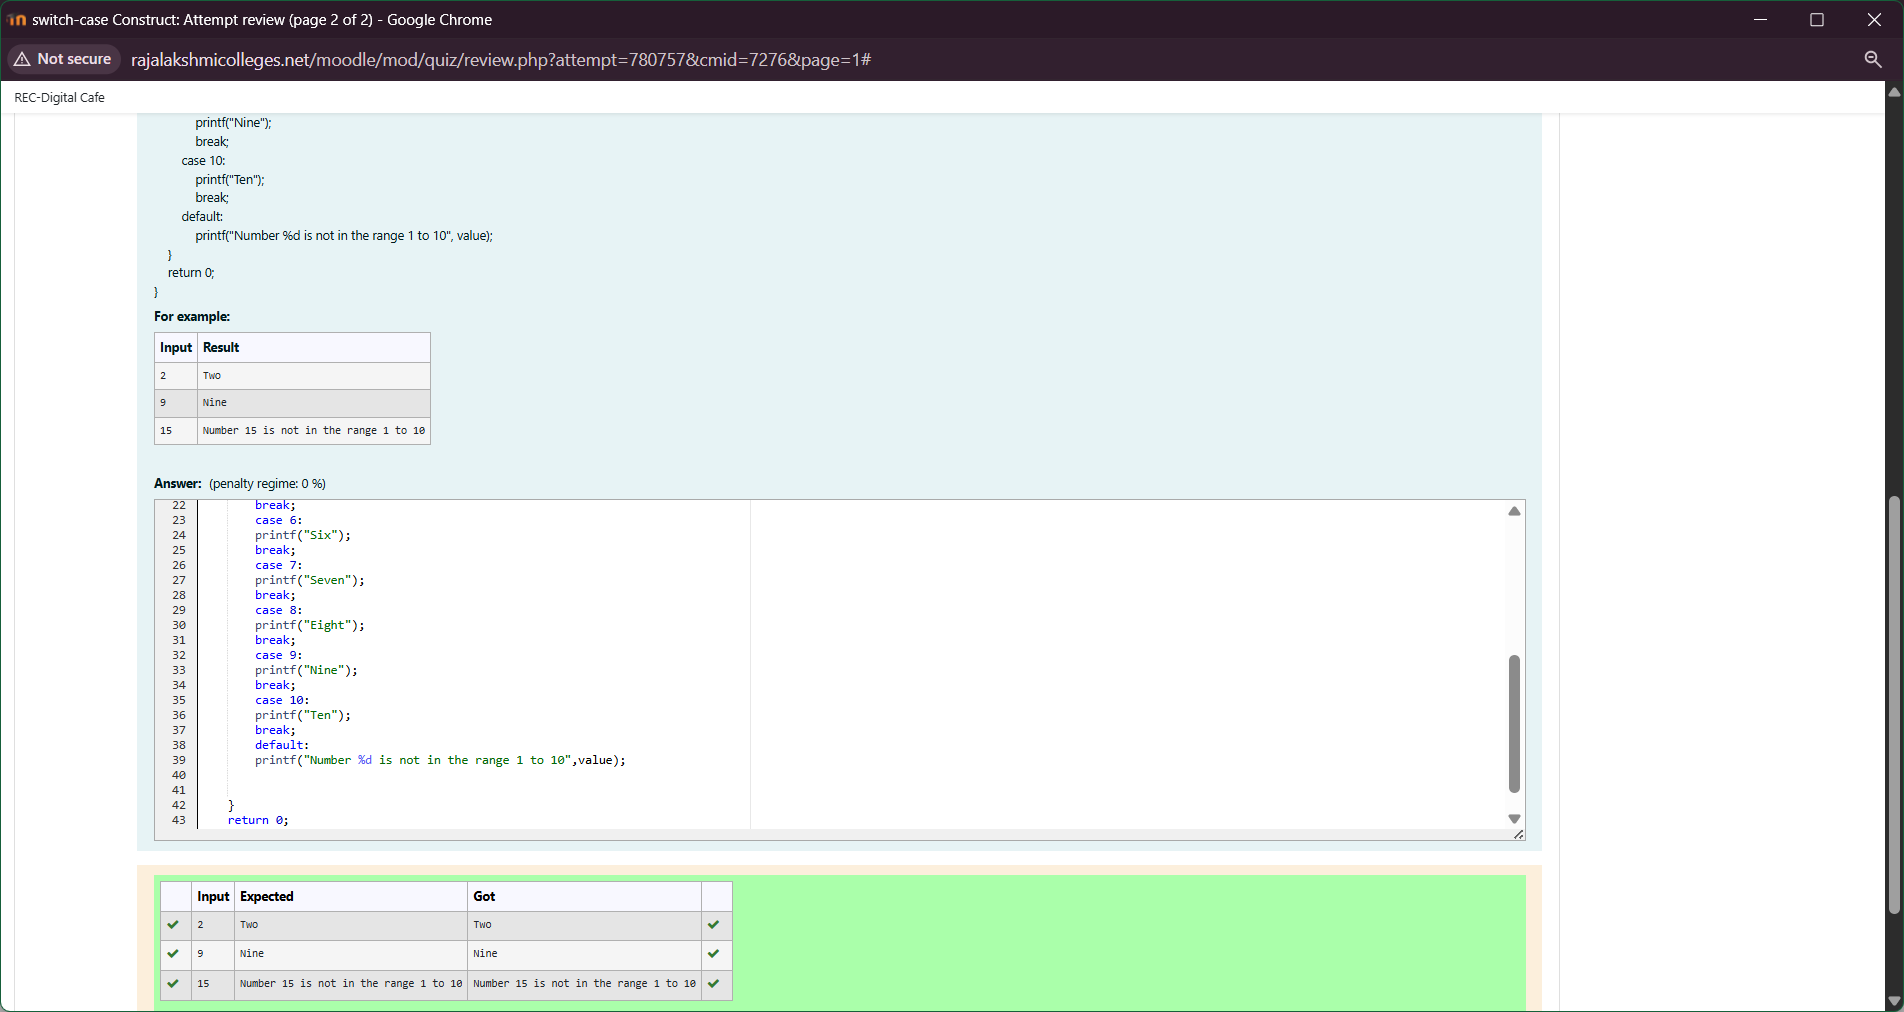 switch-case Construct: Attempt review (page 2 of 2) - Google Chrome
Not secure rajalakshmicolleges.net/moodle/mod/quiz/review.php?attempt=780757&cmid=7276&page=1#
REC-Digital Cafe
printf("Nine");
break;
case 10:
printf("Ten");
break;
default:
printf("Number %d is not in the range 1 to 10", value);
}
return 0;
}
For example:
Input Result
2 Two
9 Nine
15 Number 15 is not in the range 1 to 10
Answer: (penalty regime: 0 %)
22 break;
23 case 6:
24 printf("Six");
25 break;
26 case 7:
27 printf("Seven");
28 break;
29 case 8:
30 printf("Eight");
31 break;
32 case 9:
33 printf("Nine");
34 break;
35 case 10:
36 printf("Ten");
37 break;
38 default:
39 printf("Number %d is not in the range 1 to 10",value);
40
41
42 }
43 return 0;
Input Expected Got
2 Two Two
9 Nine Nine
15 Number 15 is not in the range 1 to 10 Number 15 is not in the range 1 to 10